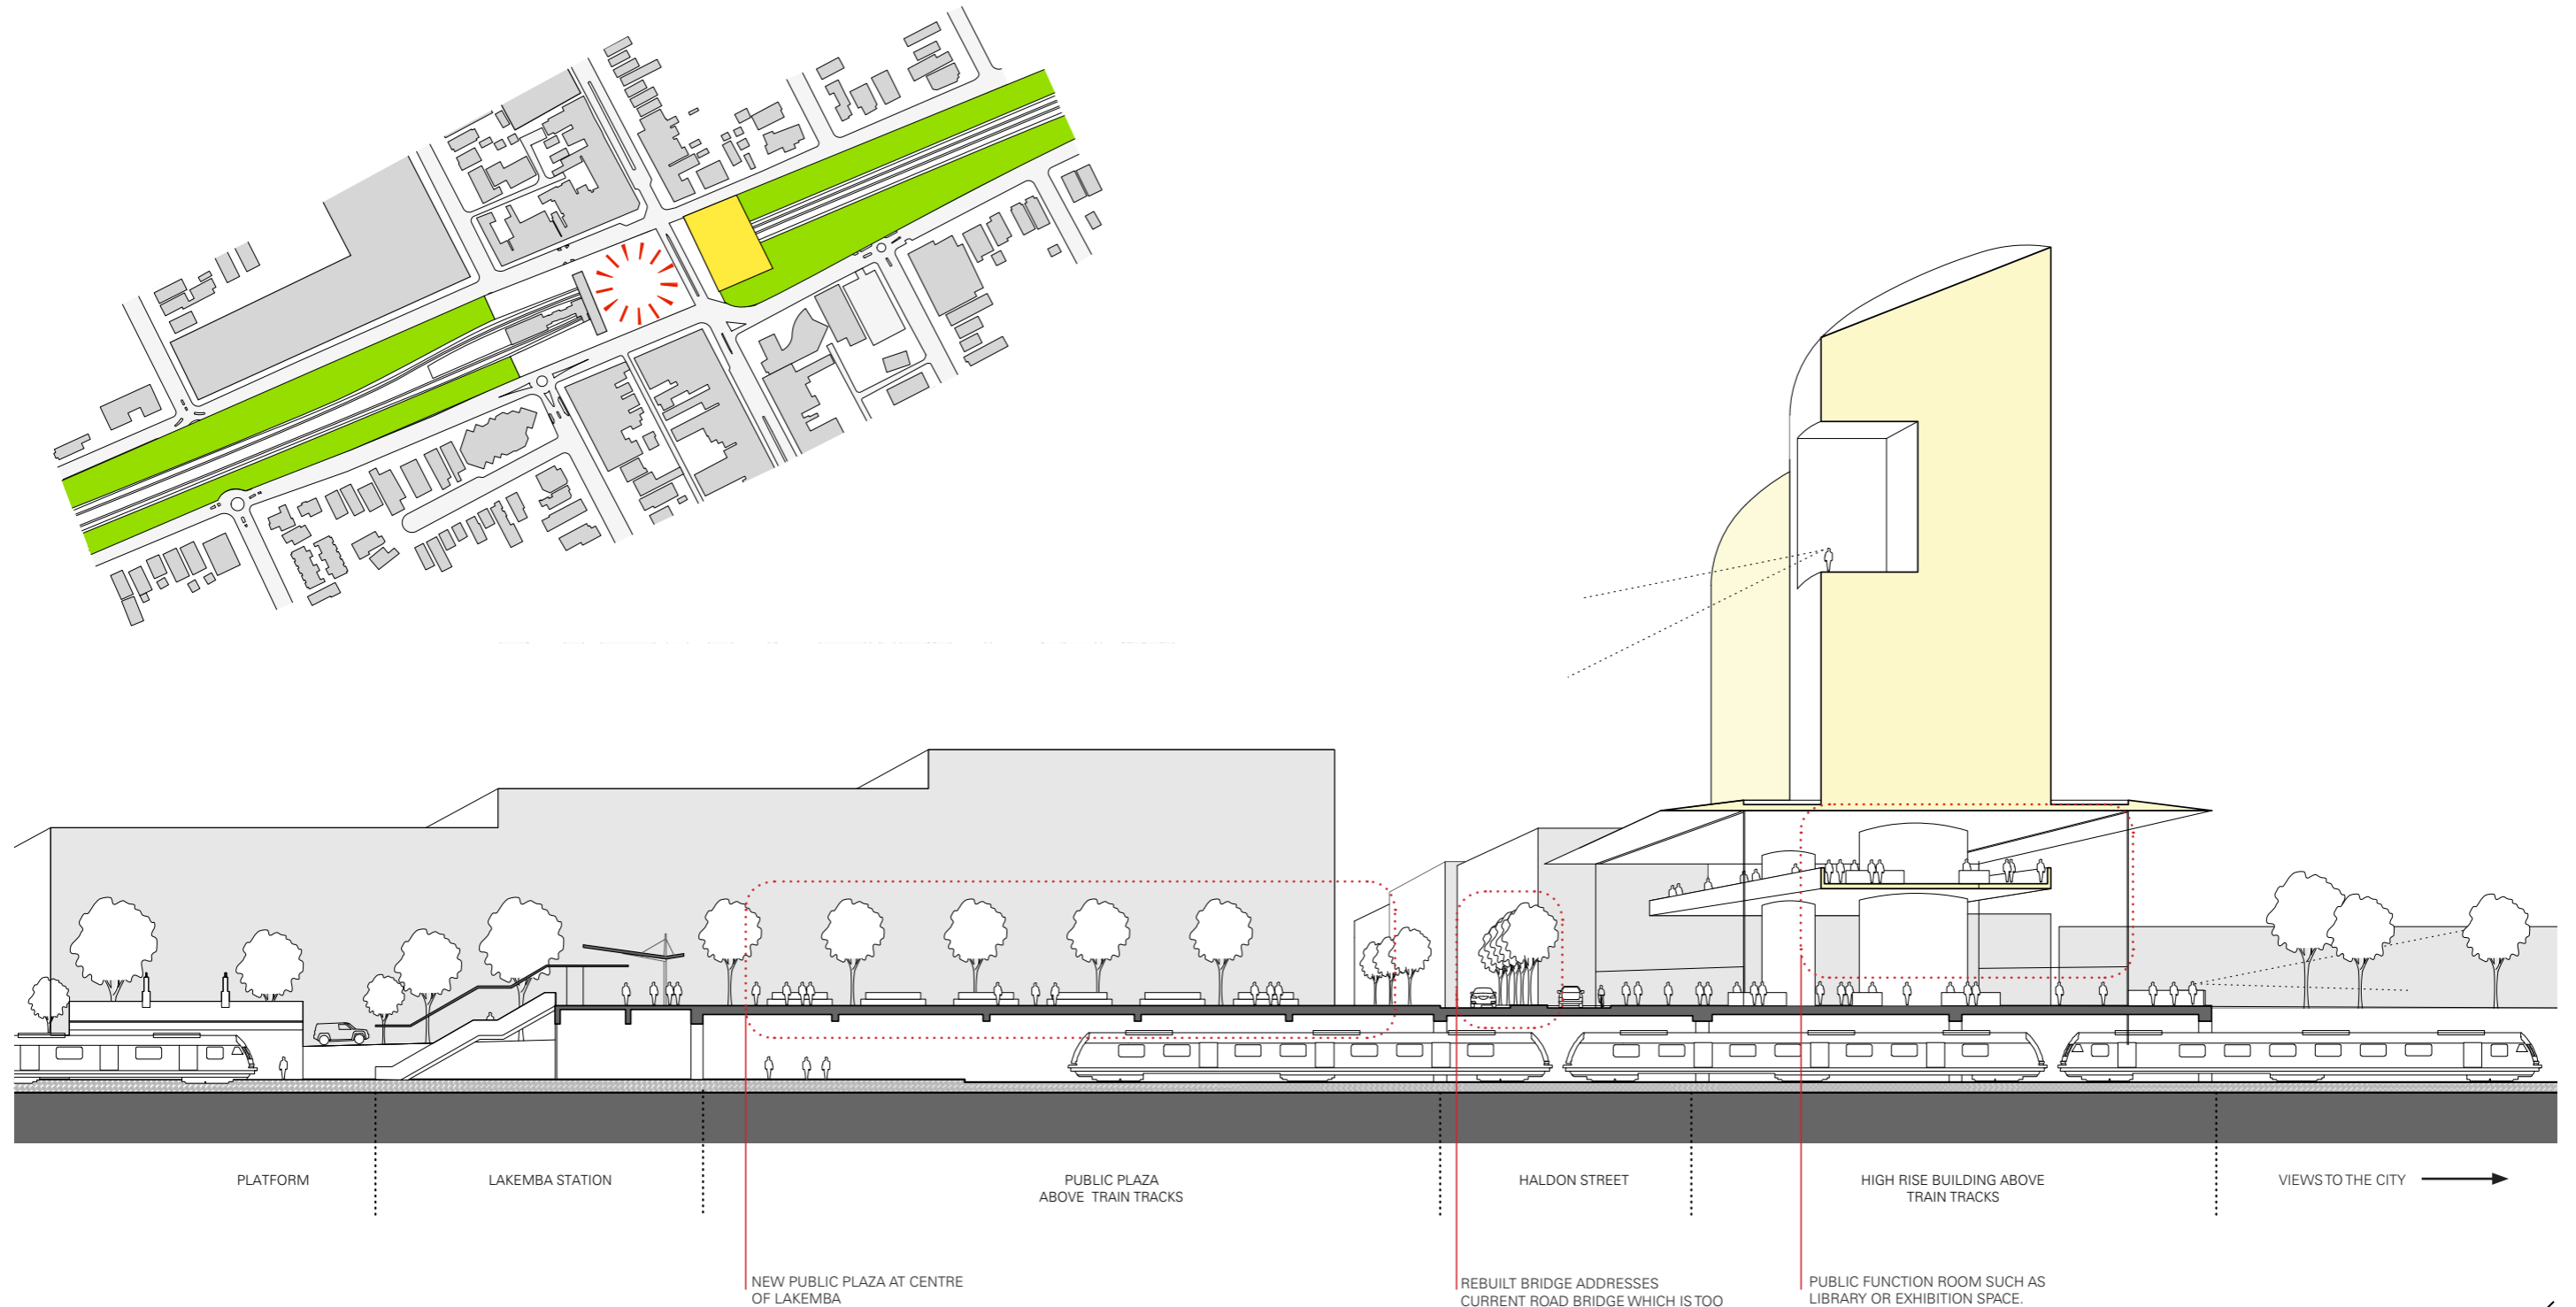 PLATFORM
LAKEMBA STATION
PUBLIC PLAZA
ABOVE TRAIN TRACKS
HALDON STREET
HIGH RISE BUILDING ABOVE
TRAIN TRACKS
VIEWS TO THE CITY
NEW PUBLIC PLAZA AT CENTRE
OF LAKEMBA
REBUILT BRIDGE ADDRESSES
CURRENT ROAD BRIDGE WHICH IS TOO
PUBLIC FUNCTION ROOM SUCH AS
LIBRARY OR EXHIBITION SPACE.